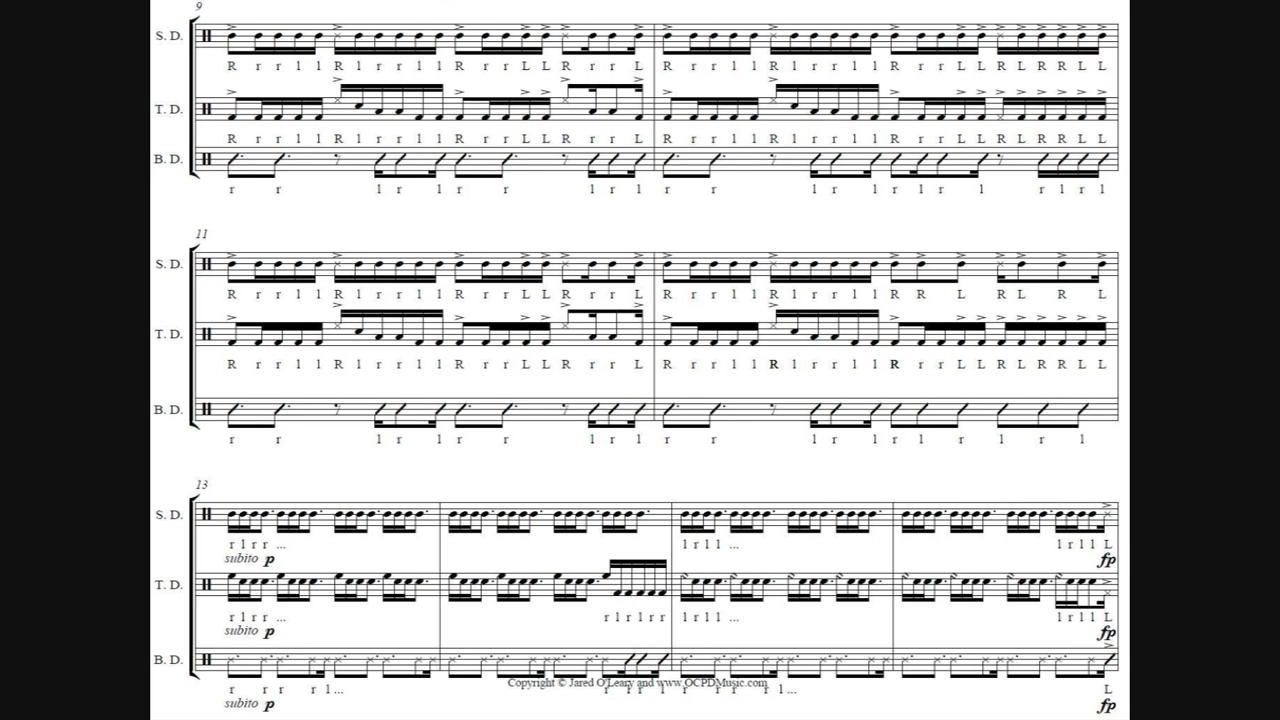 9
S. D.
R r r l l R l r r l l R r r L L R r r L R r r l l R l r r l l R r r L L R L R R L L
T. D.
R r r l l R l r r l l R r r L L R r r L R r r l l R l r r l l R r r L L R L R R L L
B. D.
r r l r l r r l r l r r l r l r l r l r l r l
11
S. D.
R r r l l R l r r l l R r r L L R r r L R r r l l R l r r l l R R L R L R L
T. D.
R r r l l R l r r l l R r r L L R r r L R r r l l R l r r l l R r r L L R L R R L L
B. D.
r r l r l r r l r l r r l r l r l r l r l
13
S. D.
r l r r ... l r l l ... l r l l L
subito p fp
T. D.
r l r r ... r l r l r r l r l l ... l r l l L
subito p fp
B. D.
Copyright © Jared O'Leary and www.OCPDMusic.com
r r r r l ... r r r l r r r r l ... L
subito p fp